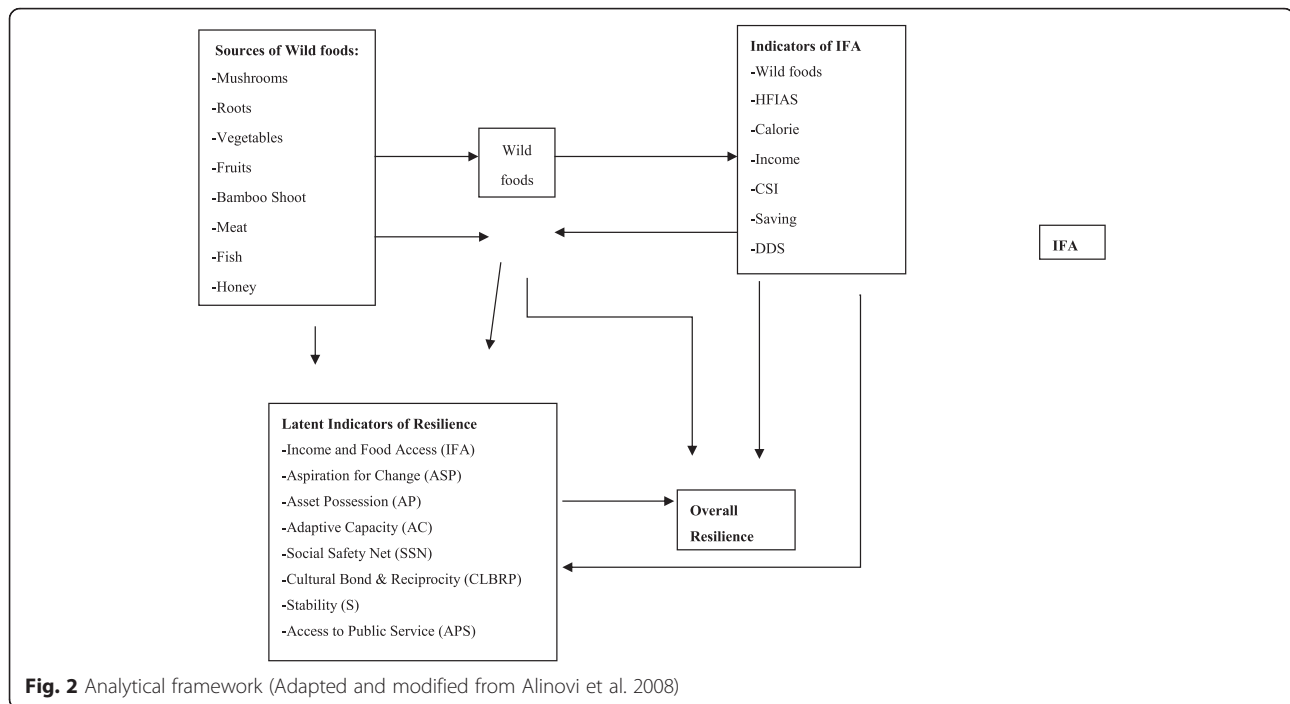 Sources of Wild foods:
-Mushrooms
-Roots
-Vegetables
-Fruits
-Bamboo Shoot
-Meat
-Fish
-Honey
Wild
foods
Indicators of IFA
-Wild foods
-HFIAS
-Calorie
-Income
-CSI
-Saving
-DDS
IFA
Latent Indicators of Resilience
-Income and Food Access (IFA)
-Aspiration for Change (ASP)
-Asset Possession (AP)
-Adaptive Capacity (AC)
-Social Safety Net (SSN)
-Cultural Bond & Reciprocity (CLBRP)
-Stability (S)
-Access to Public Service (APS)
Overall
Resilience
Fig. 2 Analytical framework (Adapted and modified from Alinovi et al. 2008)